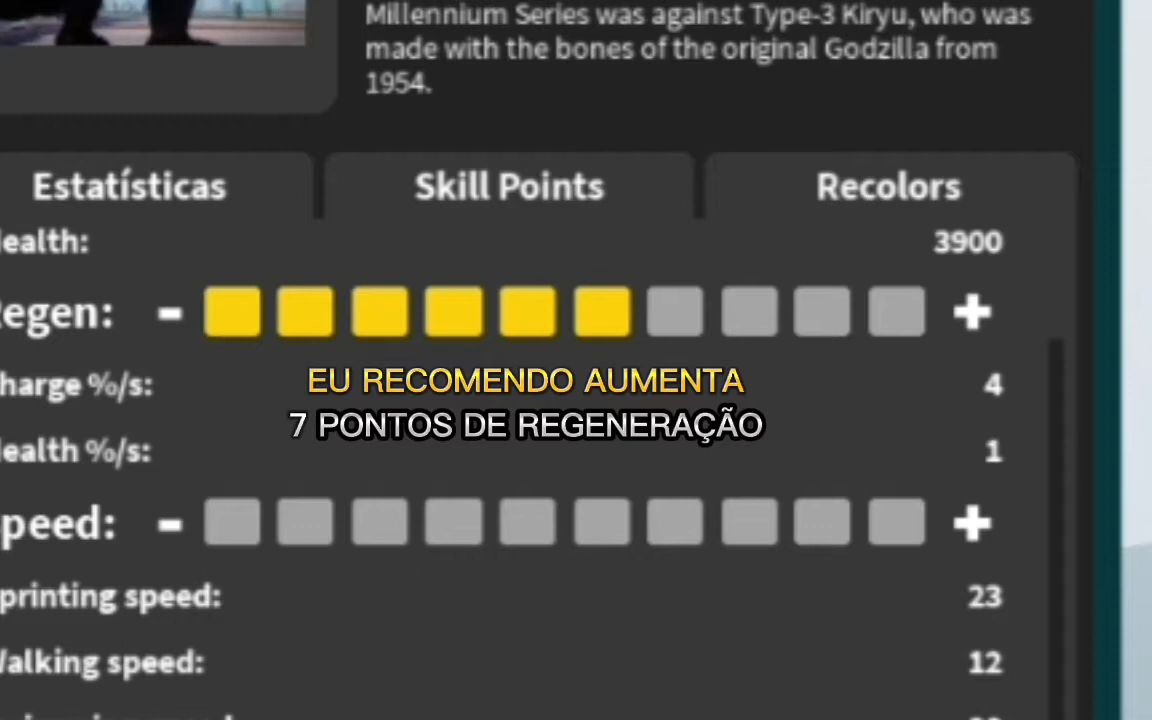 Millennium Series was against Type-3 Kiryu, who was
made with the bones of the original Godzilla from
1954.
Estatísticas Skill Points Recolors
ealth: 3900
egen: - +
EU RECOMENDO AUMENTA
harge %/s: 4
7 PONTOS DE REGENERAÇÃO
ealth %/s: 1
peed: - +
printing speed: 23
alking speed: 12